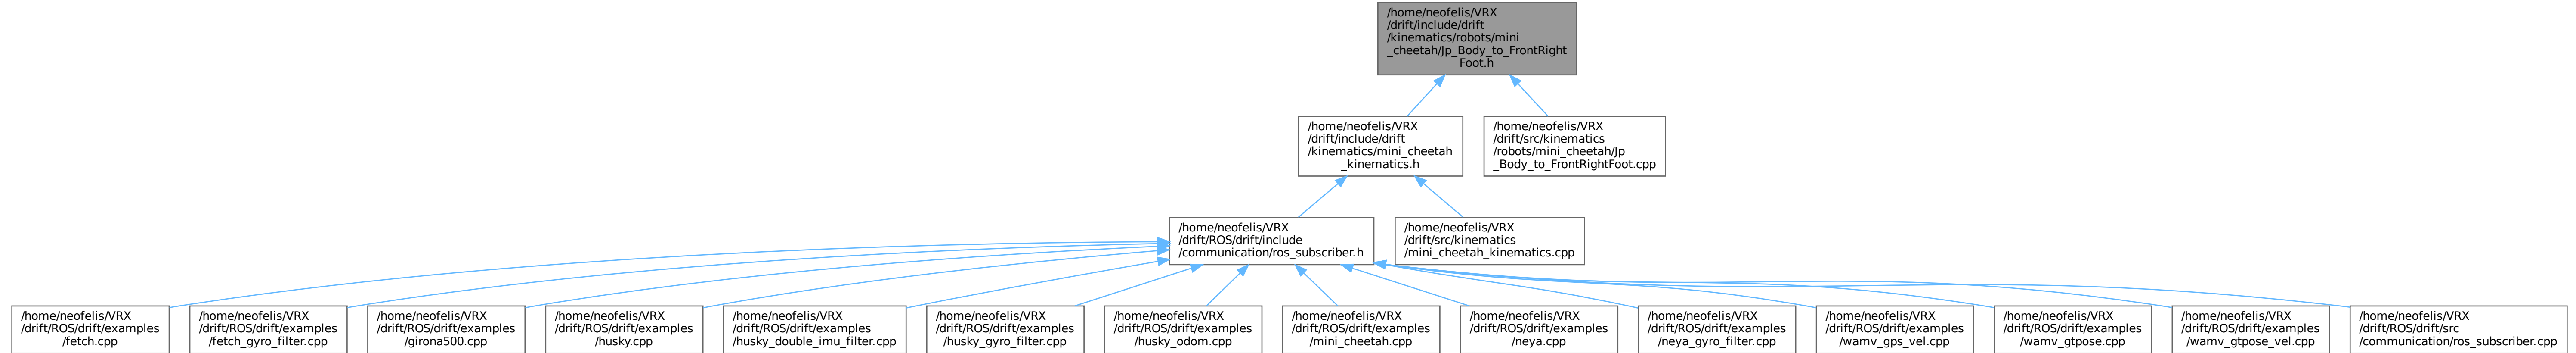 /home/neofelis/VRX
/drift/include/drift
/kinematics/robots/mini
_cheetah/Jp_Body_to_FrontRight
Foot.h
/home/neofelis/VRX
/drift/include/drift
/kinematics/mini_cheetah
_kinematics.h
/home/neofelis/VRX
/drift/src/kinematics
/robots/mini_cheetah/Jp
_Body_to_FrontRightFoot.cpp
/home/neofelis/VRX
/drift/ROS/drift/include
/communication/ros_subscriber.h
/home/neofelis/VRX
/drift/src/kinematics
/mini_cheetah_kinematics.cpp
/home/neofelis/VRX
/drift/ROS/drift/examples
/fetch.cpp
/home/neofelis/VRX
/drift/ROS/drift/examples
/fetch_gyro_filter.cpp
/home/neofelis/VRX
/drift/ROS/drift/examples
/girona500.cpp
/home/neofelis/VRX
/drift/ROS/drift/examples
/husky.cpp
/home/neofelis/VRX
/drift/ROS/drift/examples
/husky_double_imu_filter.cpp
/home/neofelis/VRX
/drift/ROS/drift/examples
/husky_gyro_filter.cpp
/home/neofelis/VRX
/drift/ROS/drift/examples
/husky_odom.cpp
/home/neofelis/VRX
/drift/ROS/drift/examples
/mini_cheetah.cpp
/home/neofelis/VRX
/drift/ROS/drift/examples
/neya.cpp
/home/neofelis/VRX
/drift/ROS/drift/examples
/neya_gyro_filter.cpp
/home/neofelis/VRX
/drift/ROS/drift/examples
/wamv_gps_vel.cpp
/home/neofelis/VRX
/drift/ROS/drift/examples
/wamv_gtpose.cpp
/home/neofelis/VRX
/drift/ROS/drift/examples
/wamv_gtpose_vel.cpp
/home/neofelis/VRX
/drift/ROS/drift/src
/communication/ros_subscriber.cpp